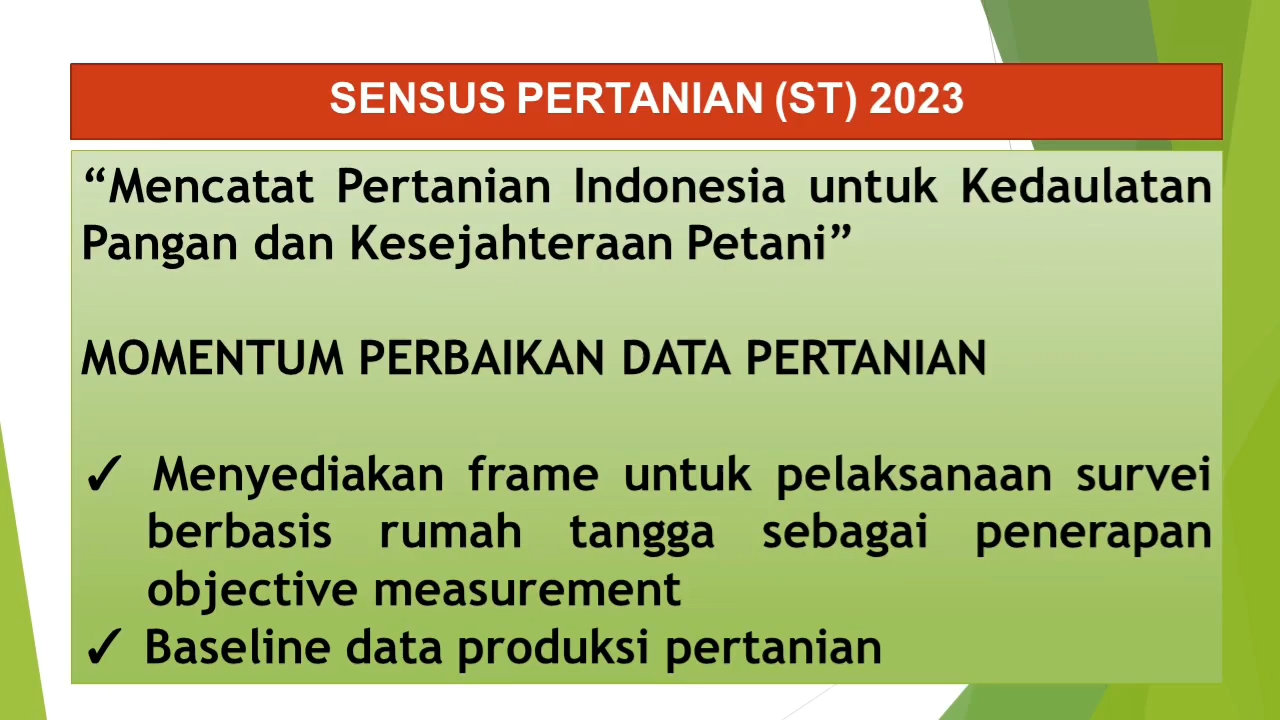 SENSUS PERTANIAN (ST) 2023
“Mencatat Pertanian Indonesia untuk Kedaulatan
Pangan dan Kesejahteraan Petani”
MOMENTUM PERBAIKAN DATA PERTANIAN
✓ Menyediakan frame untuk pelaksanaan survei
berbasis rumah tangga sebagai penerapan
objective measurement
✓ Baseline data produksi pertanian